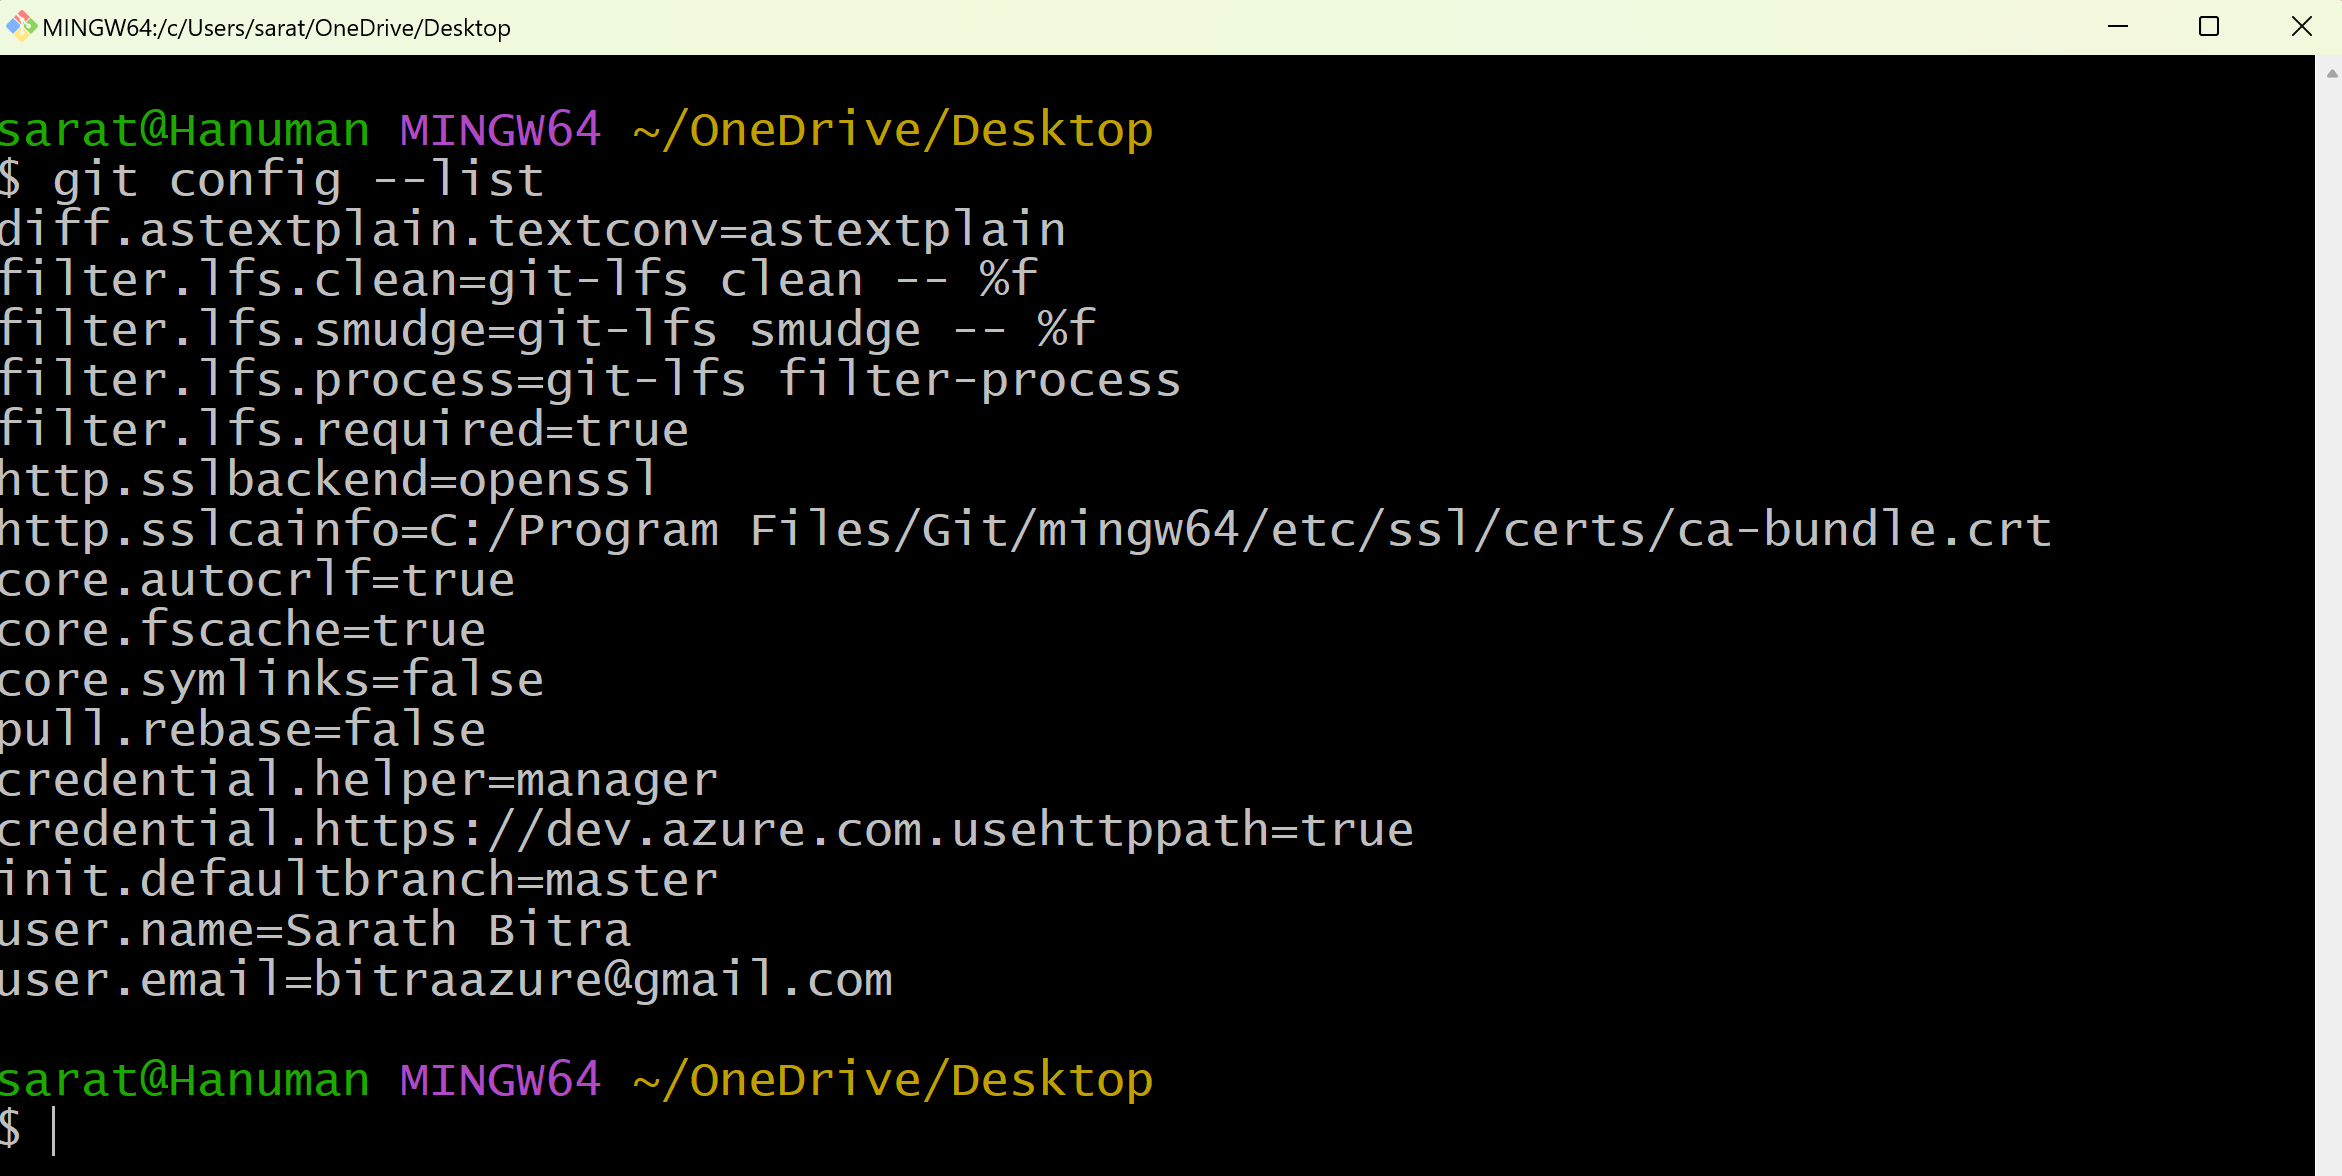 MINGW64:/c/Users/sarat/OneDrive/Desktop
sarat@Hanuman MINGW64 ~/OneDrive/Desktop
$ git config --list
diff.astextplain.textconv=astextplain
filter.lfs.clean=git-lfs clean -- %f
filter.lfs.smudge=git-lfs smudge -- %f
filter.lfs.process=git-lfs filter-process
filter.lfs.required=true
http.sslbackend=openssl
http.sslcainfo=C:/Program Files/Git/mingw64/etc/ssl/certs/ca-bundle.crt
core.autocrlf=true
core.fscache=true
core.symlinks=false
pull.rebase=false
credential.helper=manager
credential.https://dev.azure.com.usehttppath=true
init.defaultbranch=master
user.name=Sarath Bitra
user.email=bitraazure@gmail.com
sarat@Hanuman MINGW64 ~/OneDrive/Desktop
$